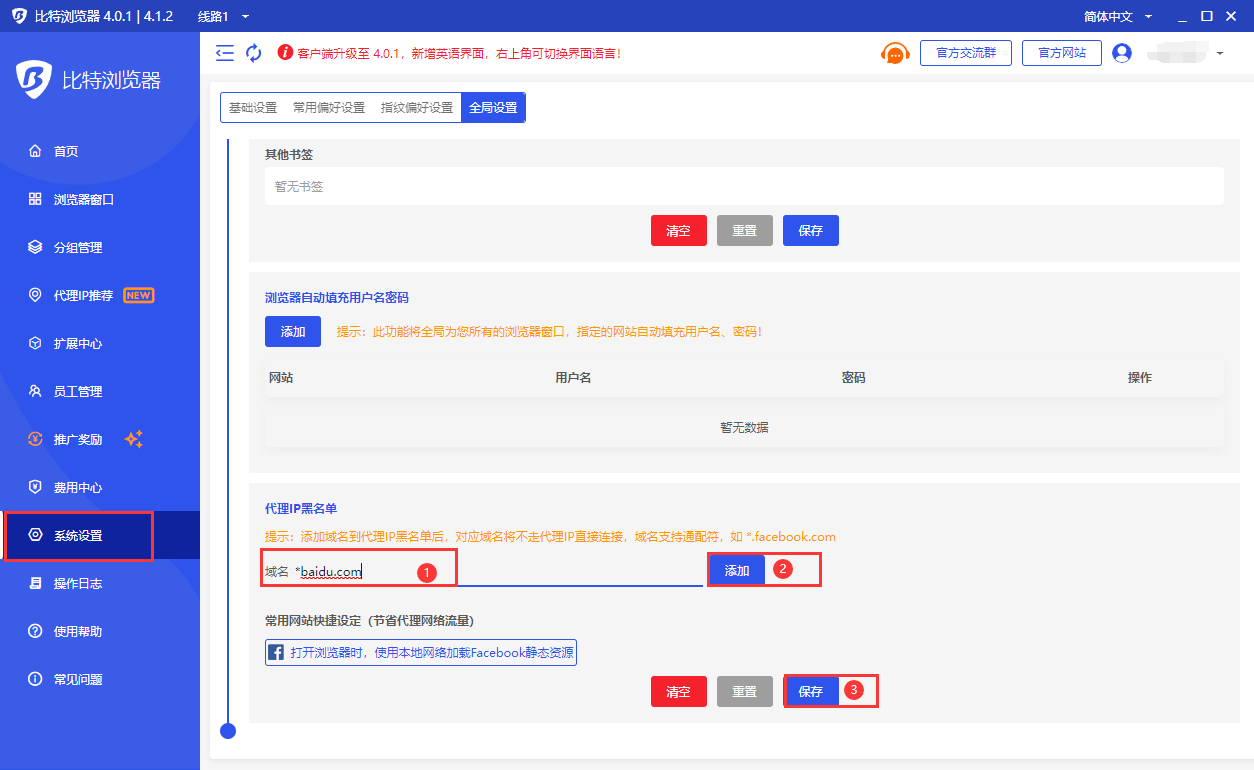 比特浏览器 4.0.1 | 4.1.2 线路1 简体中文
比特浏览器
客户端升级至 4.0.1，新增英语界面，右上角可切换界面语言！ 官方交流群 官方网站
首页
浏览器窗口
分组管理
代理IP推荐 NEW
扩展中心
员工管理
推广奖励
费用中心
系统设置
操作日志
使用帮助
常见问题
基础设置 常用偏好设置 指纹偏好设置 全局设置
其他书签
暂无书签
清空 重置 保存
浏览器自动填充用户名密码
添加 提示：此功能将全局为您所有的浏览器窗口，指定的网站自动填充用户名、密码！
网站 用户名 密码 操作
暂无数据
代理IP黑名单
提示：添加域名到代理IP黑名单后，对应域名将不走代理IP直接连接，域名支持通配符，如 *.facebook.com
域名 *baidu.com 1 添加 2
常用网站快捷设定（节省代理网络流量）
打开浏览器时，使用本地网络加载Facebook静态资源
清空 重置 保存 3